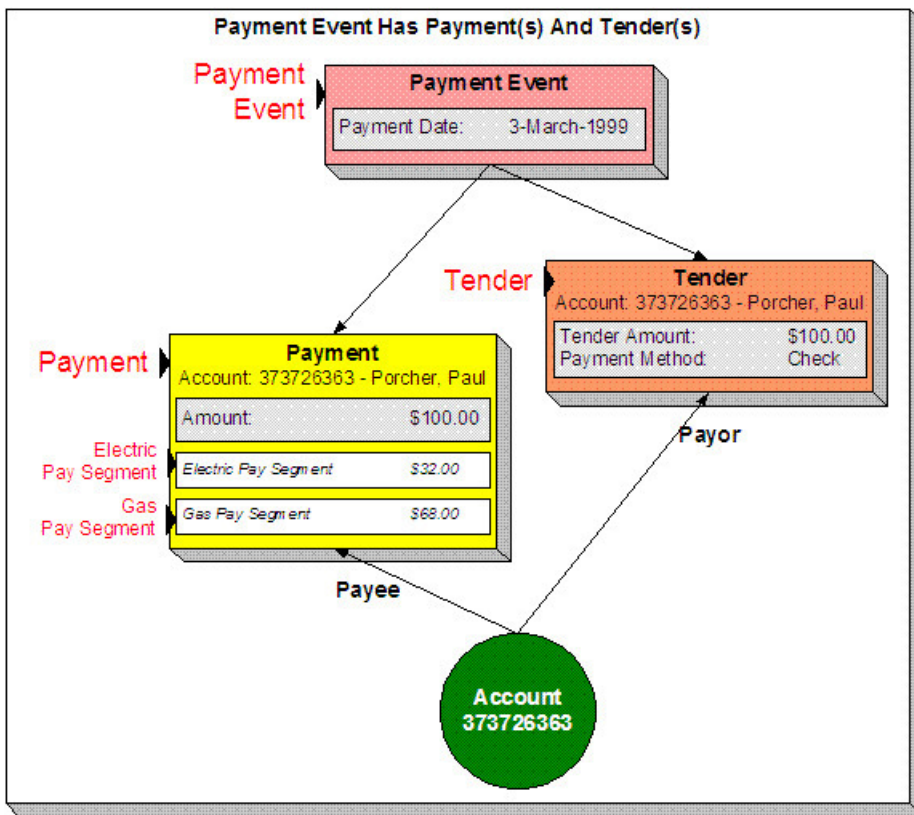 Payment Event Has Payment(s) And Tender(s)
Payment
Event
Payment Event
Payment Date: 3-March-1999
Tender
Tender
Account: 373726363 - Porcher, Paul
Tender Amount: $100.00
Payment Method: Check
Payment
Payment
Account: 373726363 - Porcher, Paul
Amount: $100.00
Electric
Pay Segment
Electric Pay Segment $32.00
Gas
Pay Segment
Gas Pay Segment $68.00
Payor
Payee
Account
373726363